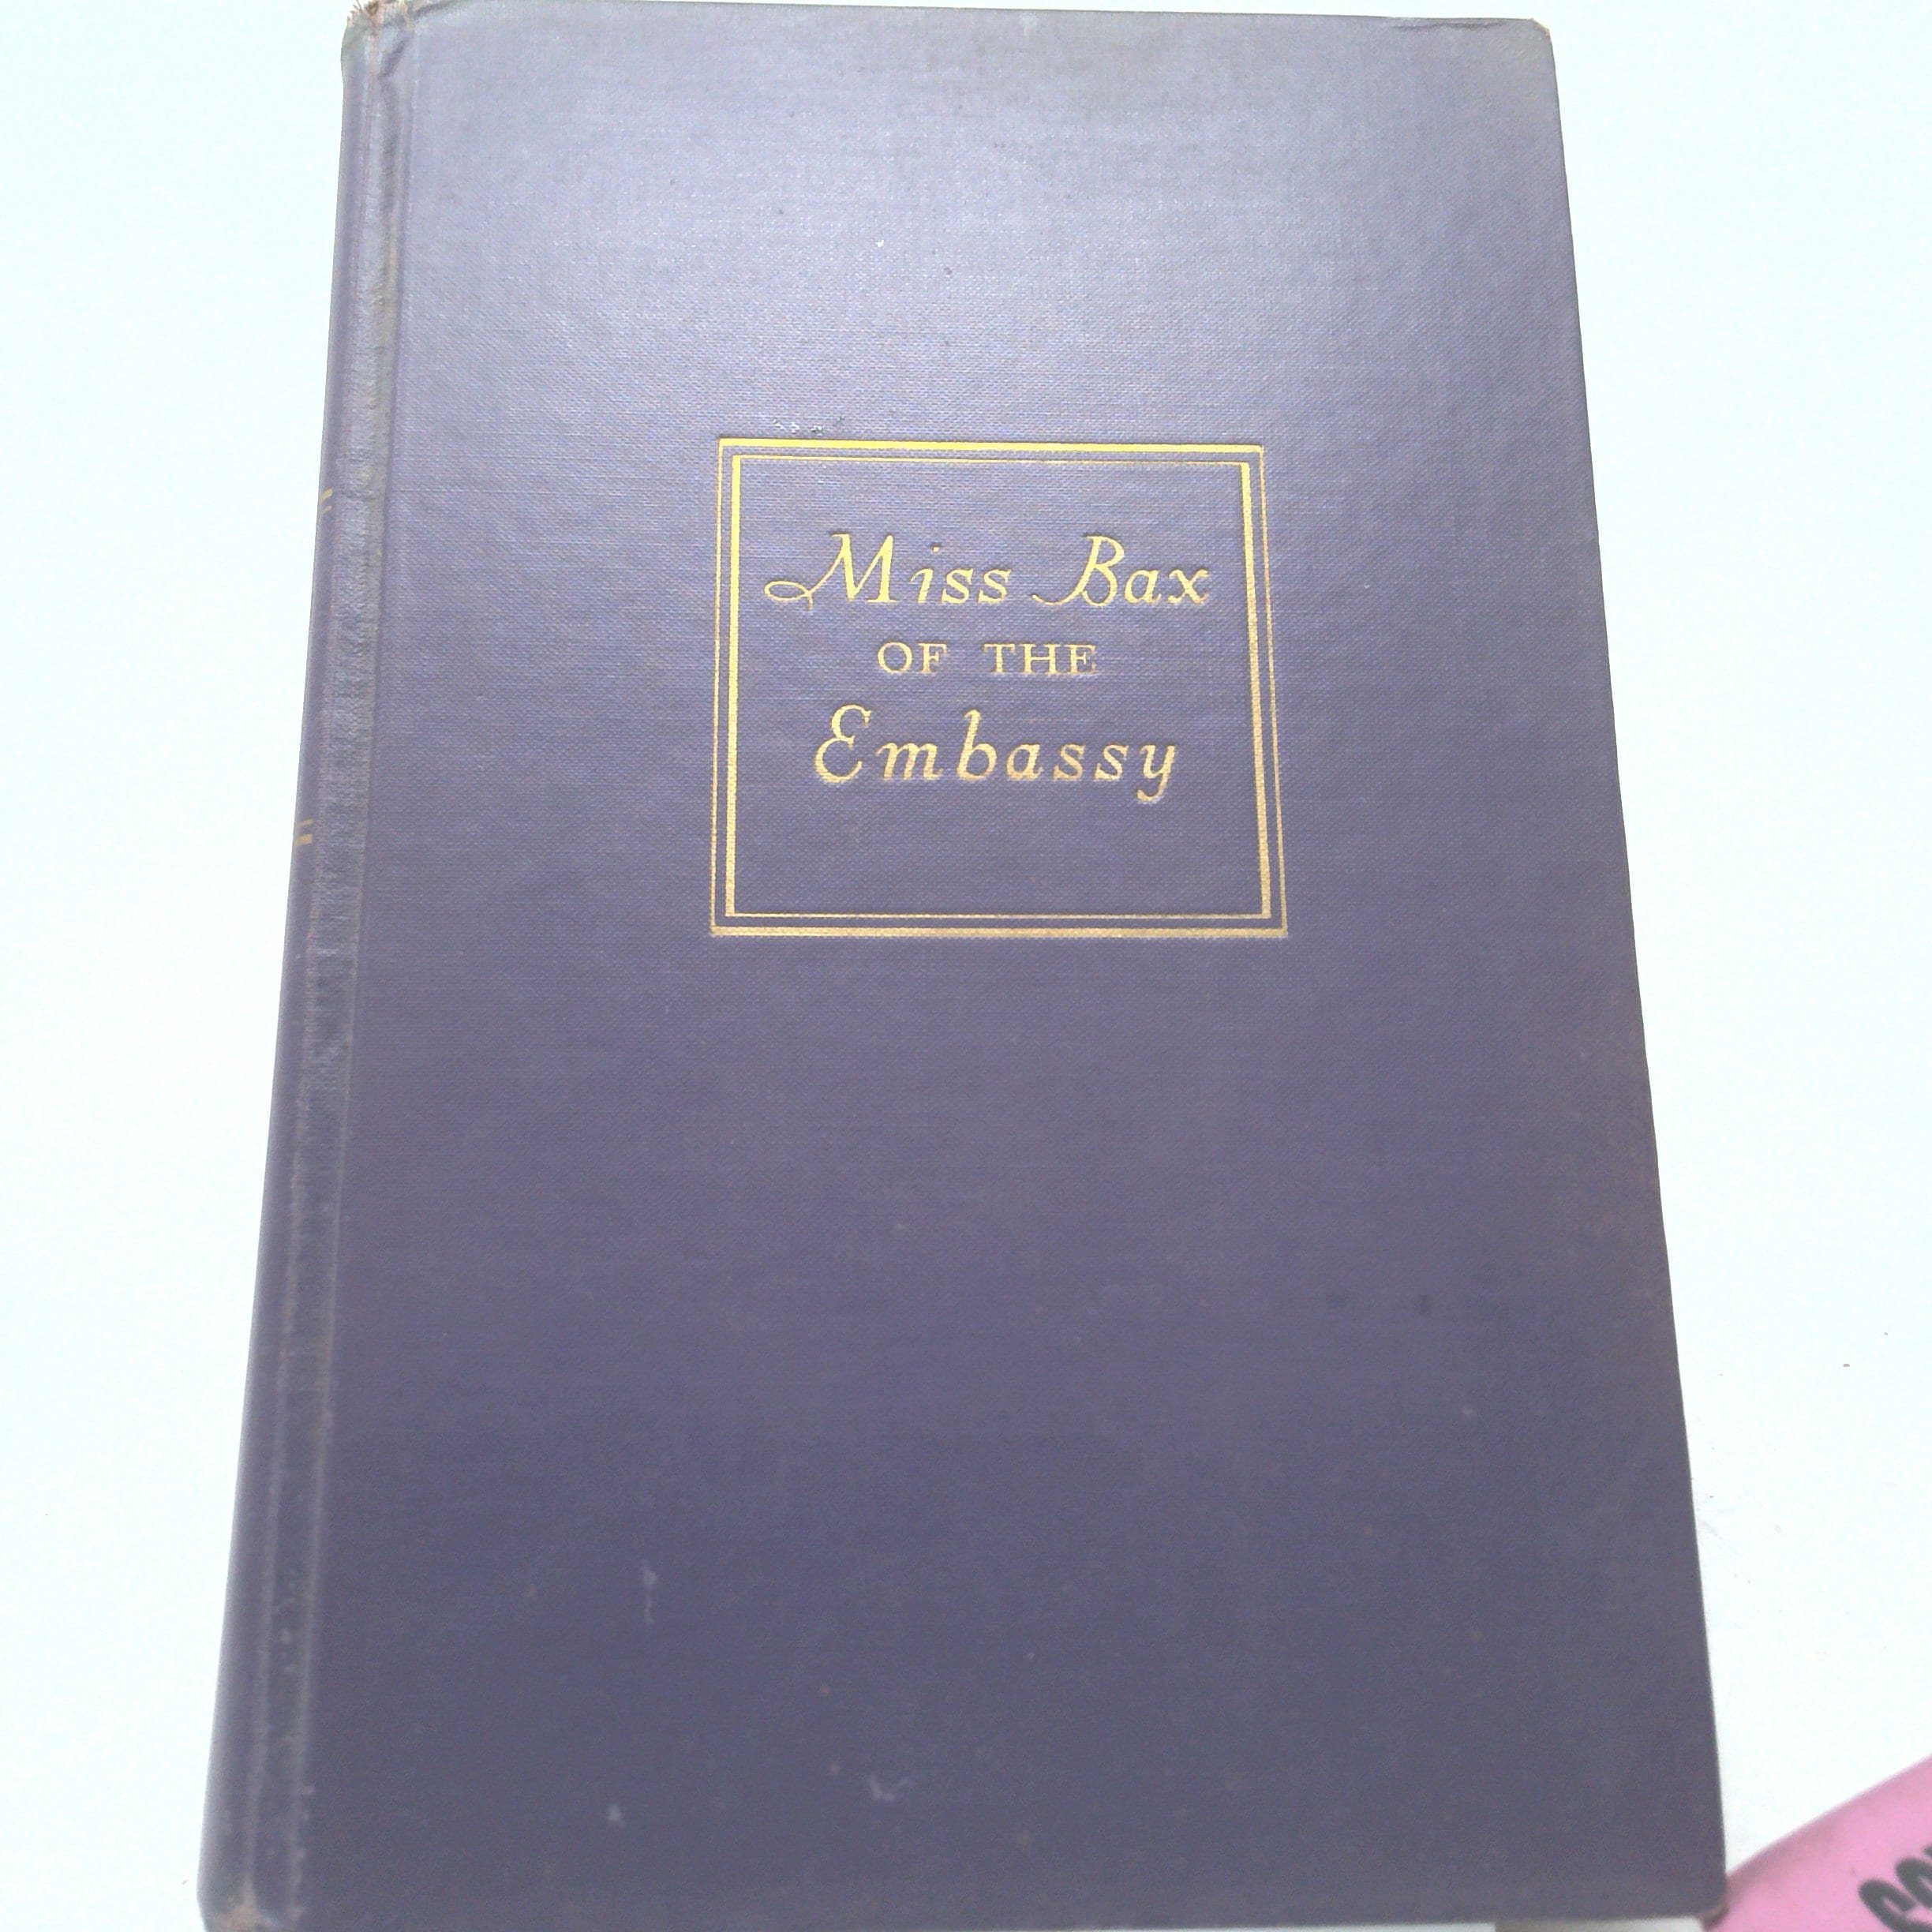 Miss Bax
OF THE
Embassy